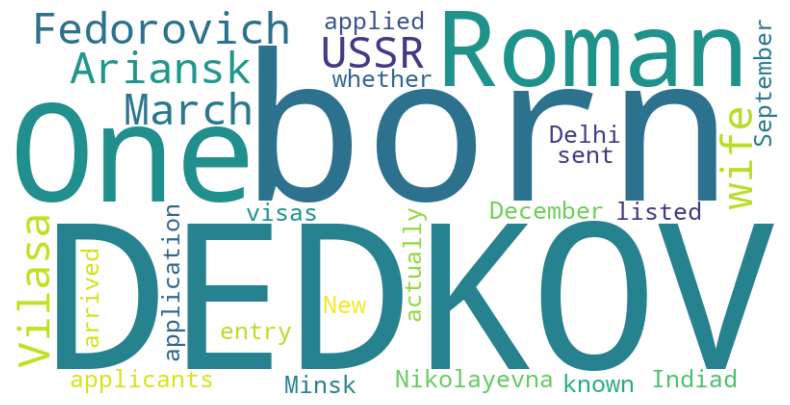 Fedorovich
applied
Roman
USSR
Ariansk
whether
March
One
born
September
Delhi
sent
wife
visas
December
listed
Vilasa
DEDKOV
arrived
application
actually
New
entry
applicants
Minsk
Nikolayevna
known
Indiad